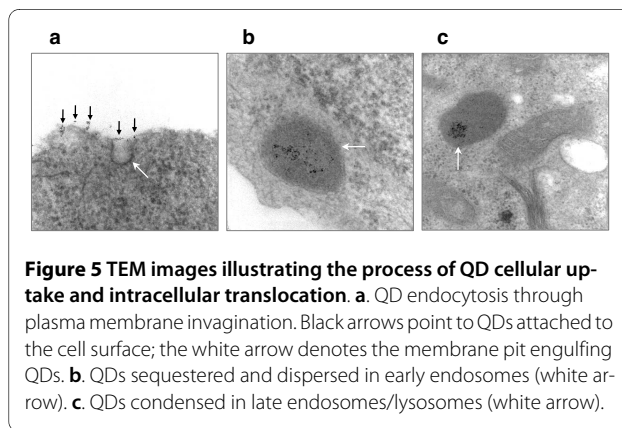 a b c
Figure 5 TEM images illustrating the process of QD cellular up-
take and intracellular translocation. a. QD endocytosis through
plasma membrane invagination. Black arrows point to QDs attached to
the cell surface; the white arrow denotes the membrane pit engulfing
QDs. b. QDs sequestered and dispersed in early endosomes (white ar-
row). c. QDs condensed in late endosomes/lysosomes (white arrow).